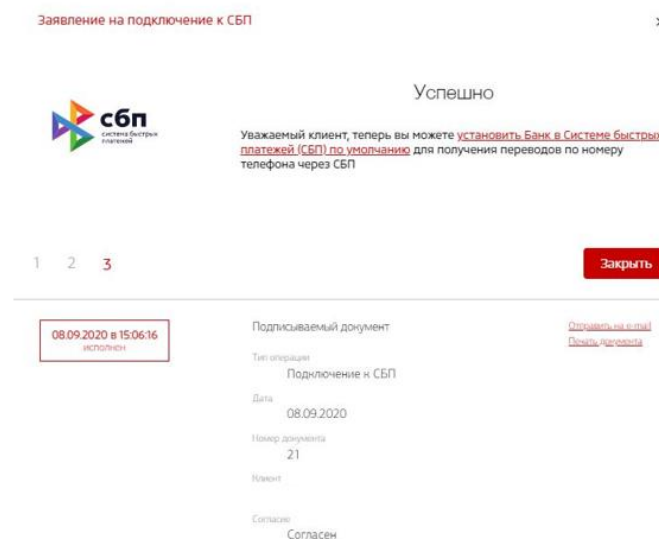 Заявление на подключение к СБП
×
сбп
система быстрых
платежей
Успешно
Уважаемый клиент, теперь вы можете установить Банк в Системе быстрых
платежей (СБП) по умолчанию для получения переводов по номеру
телефона через СБП
1 2 3
Закрыть
08.09.2020 в 15:06:16
исполнен
Подписываемый документ
Отправить на e-mail
Печать документа
Тип операции
Подключение к СБП
Дата
08.09.2020
Номер документа
21
Клиент
Согласие
Согласен